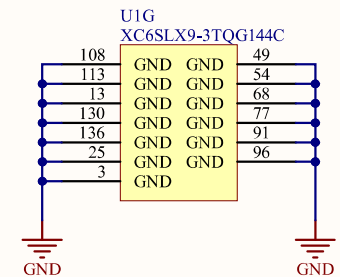 U1G
XC6SLX9-3TQG144C
108 GND GND 49
113 GND GND 54
13 GND GND 68
130 GND GND 77
136 GND GND 91
25 GND GND 96
3 GND
GND GND